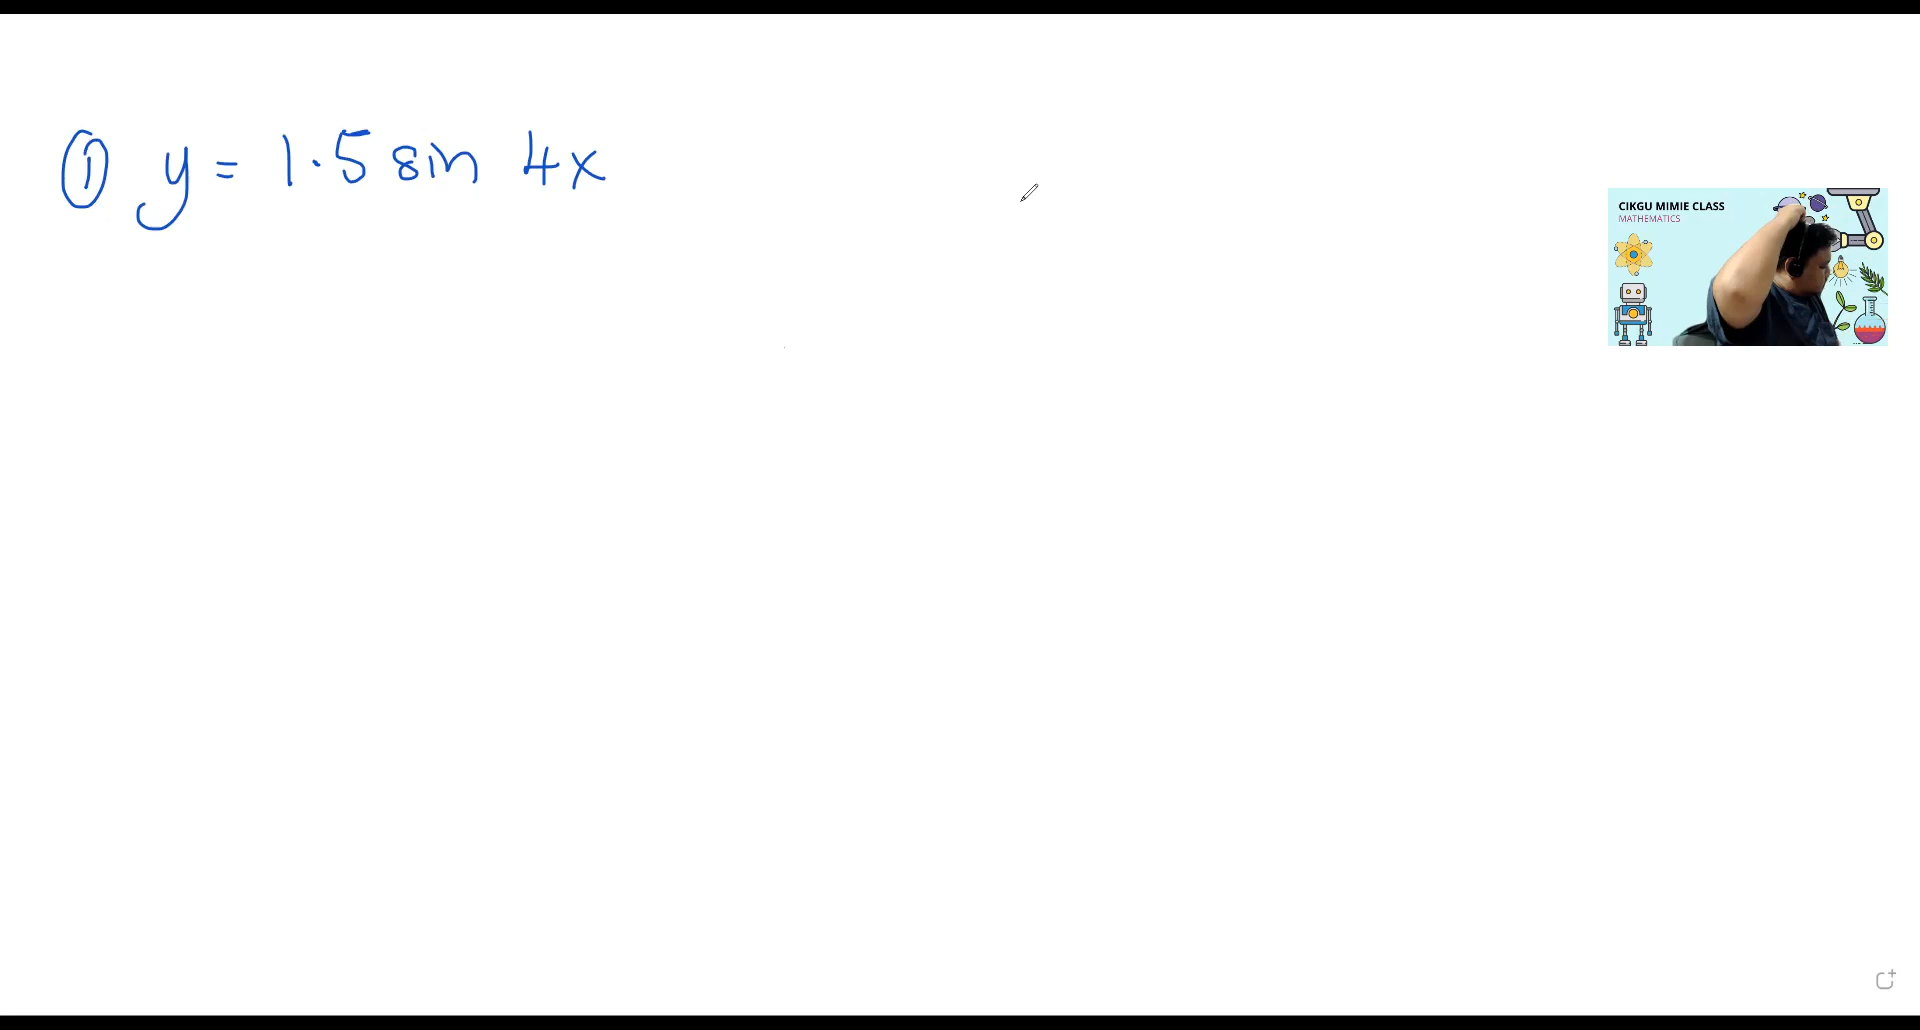 ① y = 1.5 sin 4x
CIKGU MIMIE CLASS
MATHEMATICS